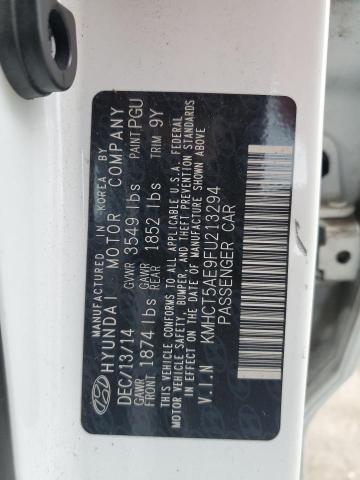 MANUFACTURED IN KOREA BY
HYUNDAI MOTOR COMPANY
DEC/13/14 GVWR 3549 lbs PAINT PGU
GAWR FRONT 1874 lbs GAWR REAR 1852 lbs TRIM 9Y
THIS VEHICLE CONFORMS TO ALL APPLICABLE U.S.A. FEDERAL
MOTOR VEHICLE SAFETY, BUMPER, AND THEFT PREVENTION STANDARDS
IN EFFECT ON THE DATE OF MANUFACTURE SHOWN ABOVE.
V.I.N KMHCT5AE9FU213294
PASSENGER CAR